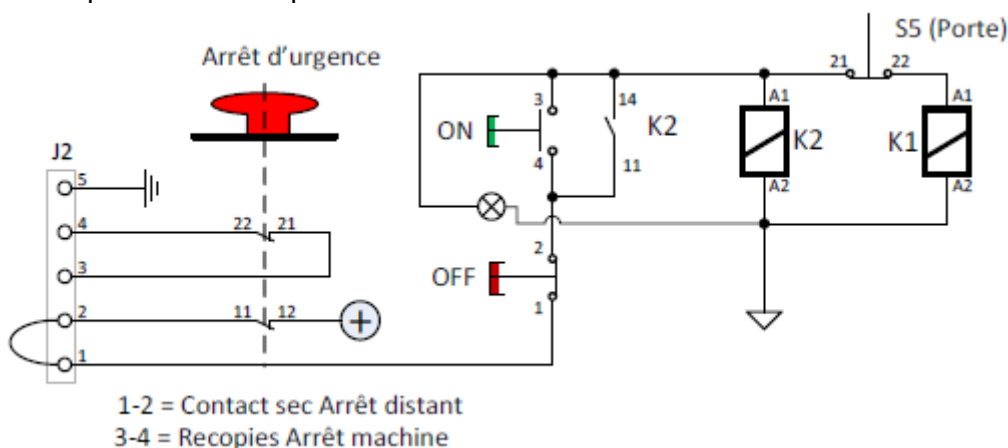 S5 (Porte)
Arrêt d'urgence
21 22
3 14 A1 A1
ON K2 K2 K1
J2
4 11
A2 A2
5
4 22 21
2
3 OFF
1
2 11 12 +
1
1-2 = Contact sec Arrêt distant
3-4 = Recopies Arrêt machine